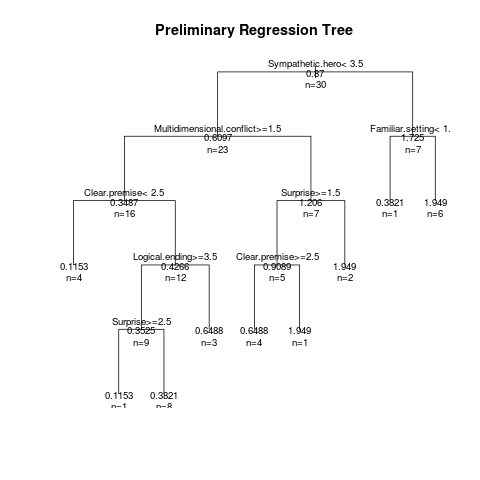 Preliminary Regression Tree
Sympathetic.hero< 3.5
0.87
n=30
Multidimensional.conflict>=1.5
0.6097
n=23
Familiar.setting< 1.
1.725
n=7
Clear.premise< 2.5
0.3487
n=16
Surprise>=1.5
1.206
n=7
0.3821
n=1
1.949
n=6
0.1153
n=4
Logical.ending>=3.5
0.4266
n=12
Clear.premise>=2.5
0.9089
n=5
1.949
n=2
Surprise>=2.5
0.3525
n=9
0.6488
n=3
0.6488
n=4
1.949
n=1
0.1153
n=1
0.3821
n=8